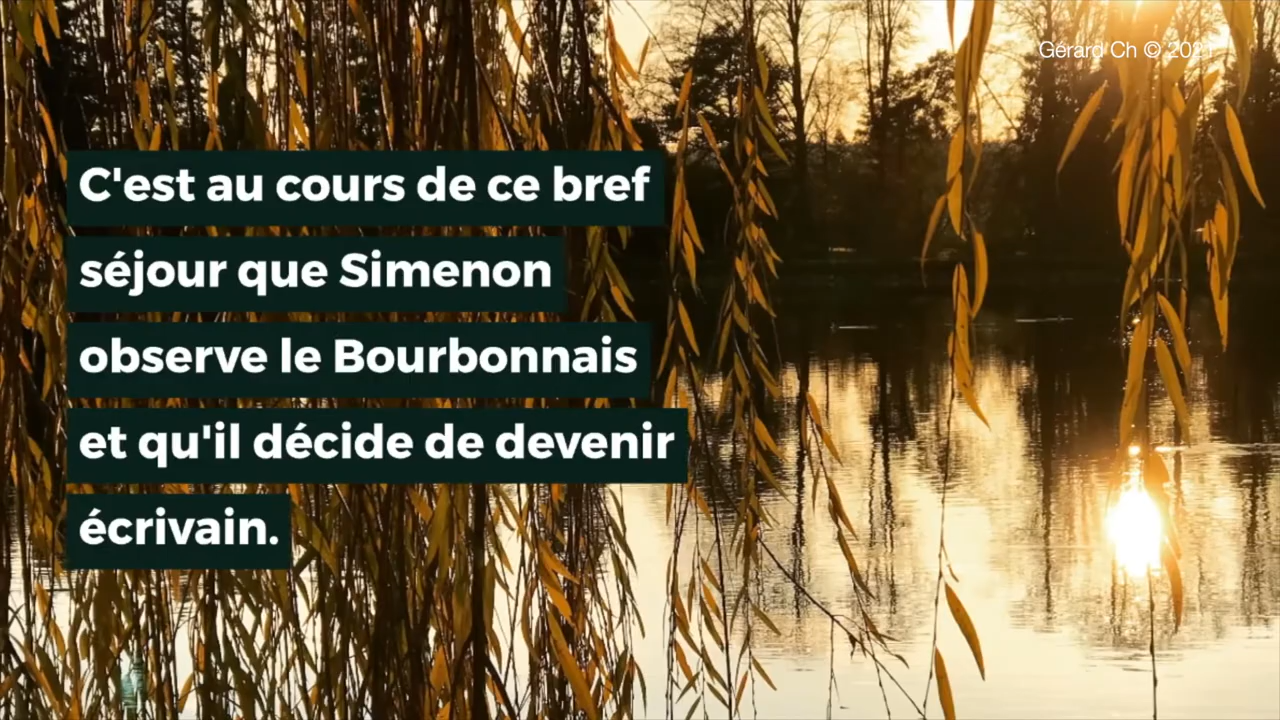 Gérard Ch © 2021
C'est au cours de ce bref
séjour que Simenon
observe le Bourbonnais
et qu'il décide de devenir
écrivain.